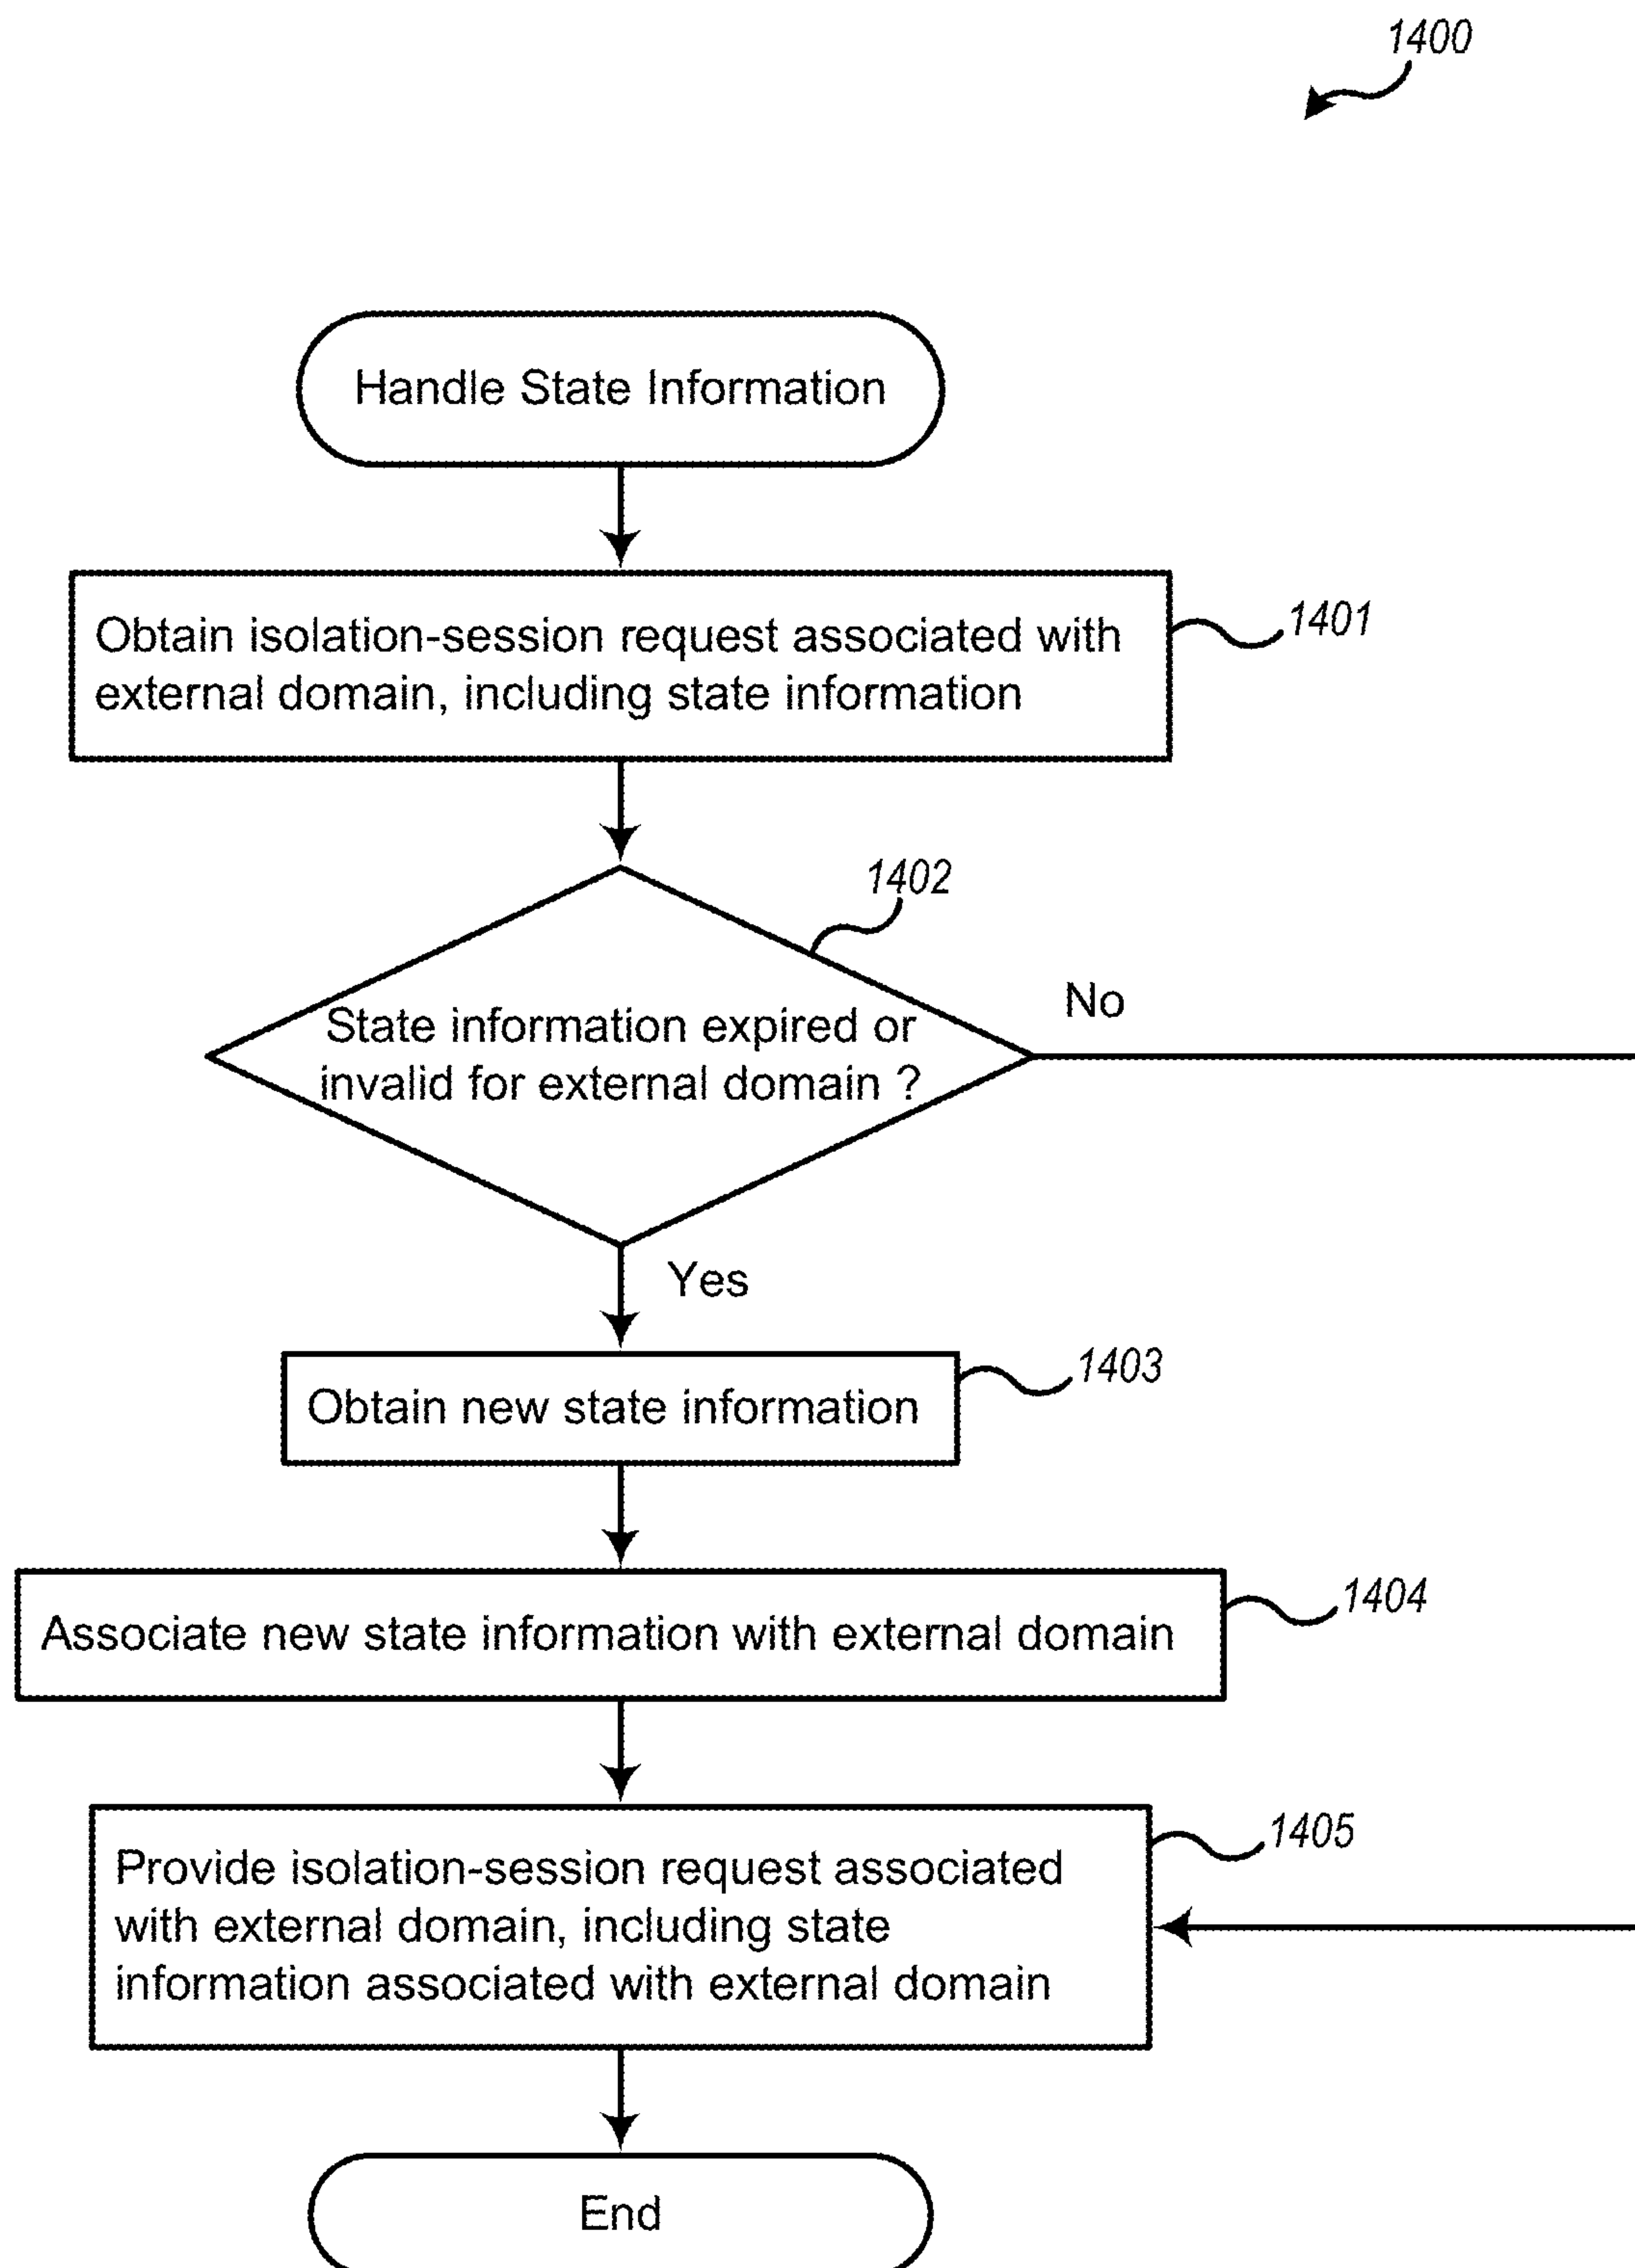 1400
Handle State Information
Obtain isolation-session request associated with
external domain, including state information
1401
1402
State information expired or
invalid for external domain ?
No
Yes
Obtain new state information
1403
Associate new state information with external domain
1404
Provide isolation-session request associated
with external domain, including state
information associated with external domain
1405
End